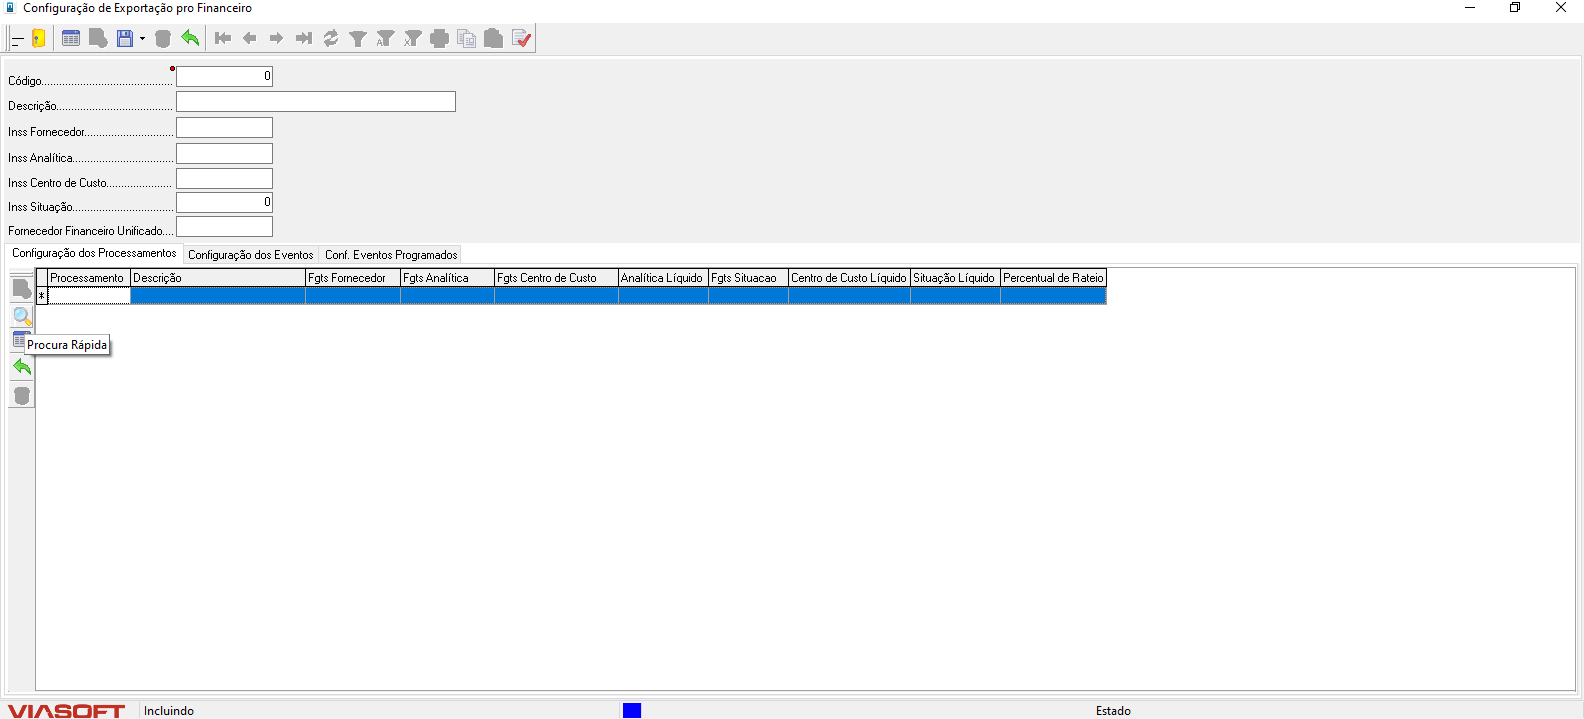 Configuração de Exportação pro Financeiro
Código............................................ 0
Descrição.......................................
Inss Fornecedor..............................
Inss Analítica..................................
Inss Centro de Custo......................
Inss Situação.................................. 0
Fornecedor Financeiro Unificado....
Configuração dos Processamentos Configuração dos Eventos Conf. Eventos Programados
Processamento Descrição Fgts Fornecedor Fgts Analítica Fgts Centro de Custo Analítica Líquido Fgts Situacao Centro de Custo Líquido Situação Líquido Percentual de Rateio
*
Procura Rápida
VIASOFT Incluindo Estado